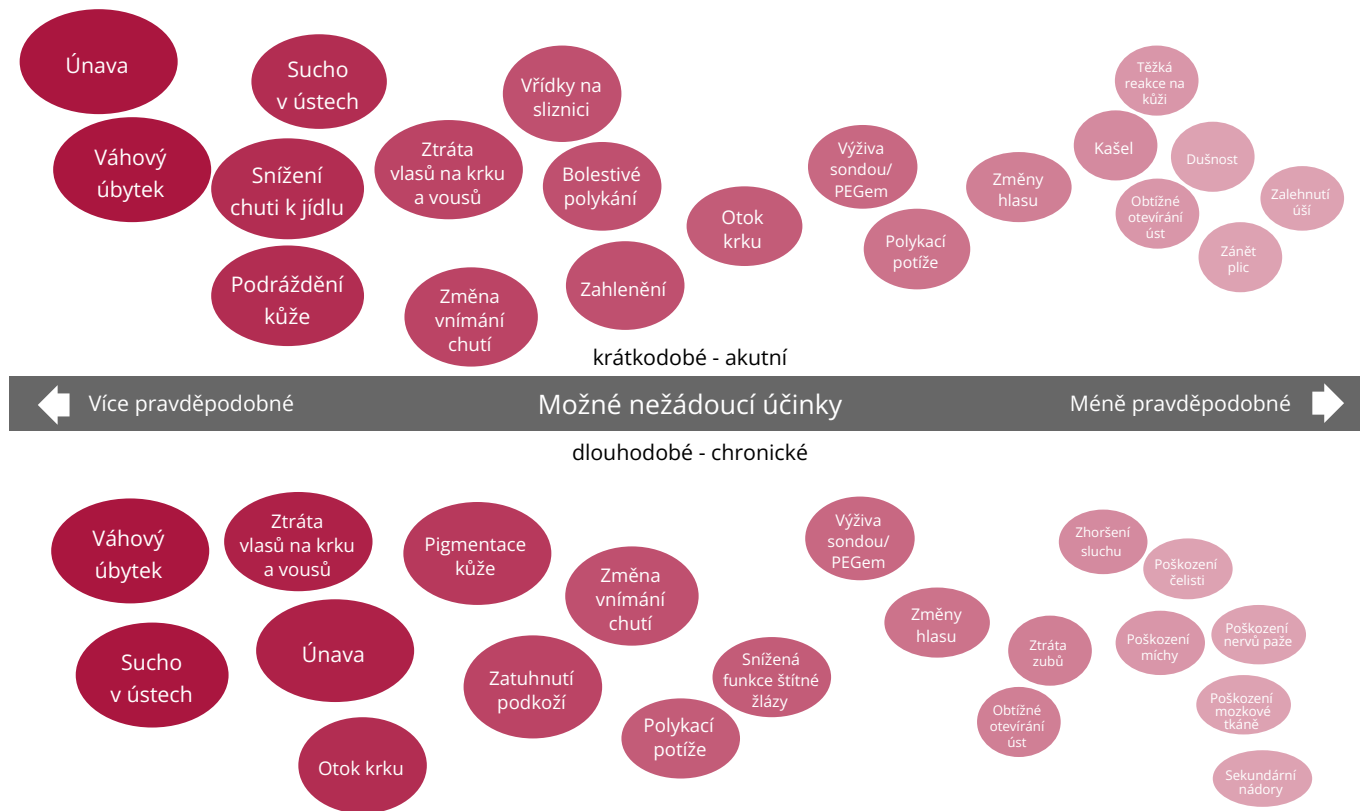 Únava
Váhový
úbytek
Sucho
v ústech
Snížení
chuti k jídlu
Podráždění
kůže
Ztráta
vlasů na krku
a vousů
Změna
vnímání
chutí
Vřídky na
sliznici
Bolestivé
polykání
Zahlenění
Otok
krku
Výživa
sondou/
PEGem
Polykací
potíže
Změny
hlasu
Těžká
reakce na
kůži
Kašel
Obtížné
otevírání
úst
Dušnost
Zánět
plic
Zalehnutí
úší
krátkodobé - akutní
Více pravděpodobné
Možné nežádoucí účinky
Méně pravděpodobné
dlouhodobé - chronické
Váhový
úbytek
Sucho
v ústech
Ztráta
vlasů na krku
a vousů
Únava
Otok krku
Pigmentace
kůže
Zatuhnutí
podkoží
Změna
vnímání
chutí
Polykací
potíže
Snížená
funkce štítné
žlázy
Výživa
sondou/
PEGem
Změny
hlasu
Ztráta
zubů
Obtížné
otevírání
úst
Zhoršení
sluchu
Poškození
čelisti
Poškození
míchy
Poškození
nervů paže
Poškození
mozkové
tkáně
Sekundární
nádory